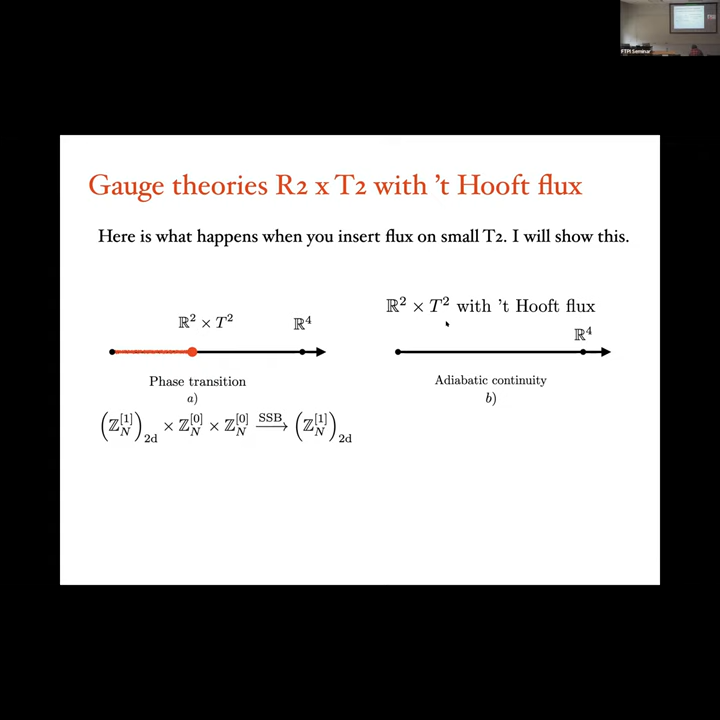 FTPI Seminar
Gauge theories R2 x T2 with ’t Hooft flux
Here is what happens when you insert flux on small T2. I will show this.
ℝ² × T²
ℝ⁴
Phase transition
a)
(ℤ_N^[1])_2d × ℤ_N^[0] × ℤ_N^[0] —SSB→ (ℤ_N^[1])_2d
ℝ² × T² with ’t Hooft flux
ℝ⁴
Adiabatic continuity
b)